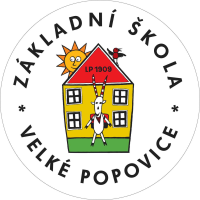 ZÁKLADNÍ ŠKOLA
LP 1909
* VELKÉ POPOVICE *